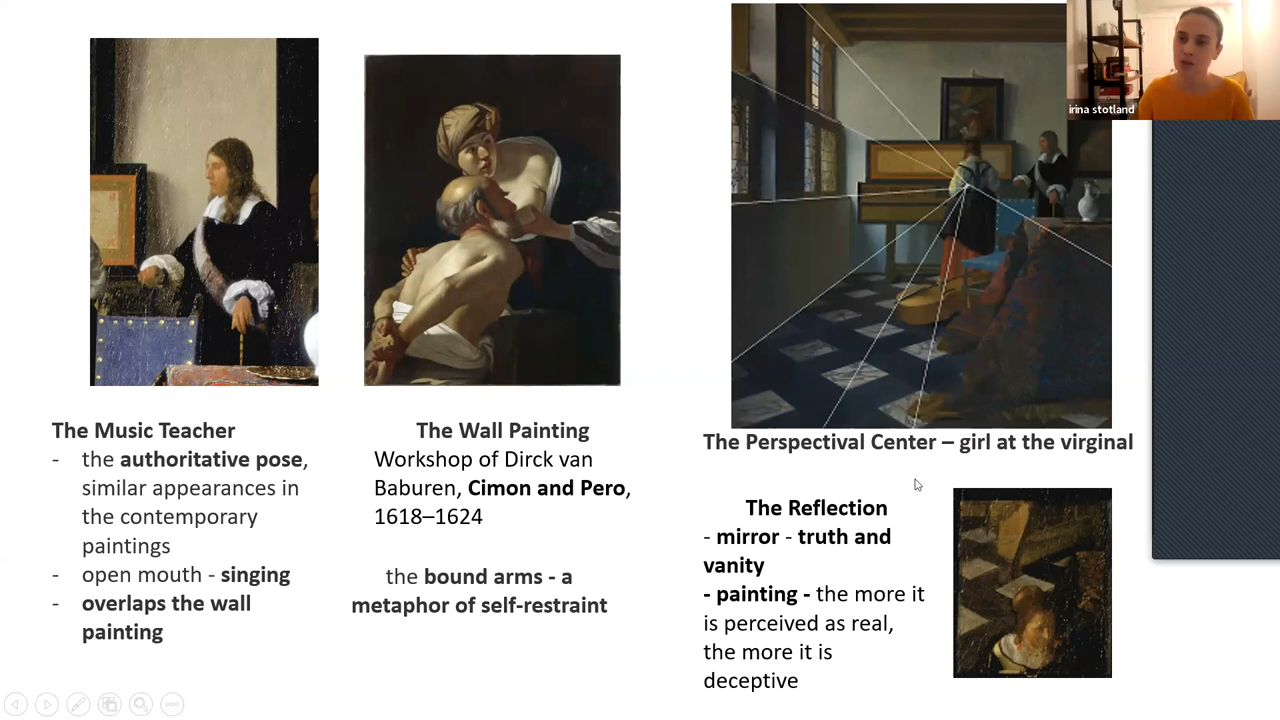 irina stotland
The Music Teacher
- the authoritative pose,
similar appearances in
the contemporary
paintings
- open mouth - singing
- overlaps the wall
painting
The Wall Painting
Workshop of Dirck van
Baburen, Cimon and Pero,
1618–1624
the bound arms - a
metaphor of self-restraint
The Perspectival Center – girl at the virginal
The Reflection
- mirror - truth and
vanity
- painting - the more it
is perceived as real,
the more it is
deceptive